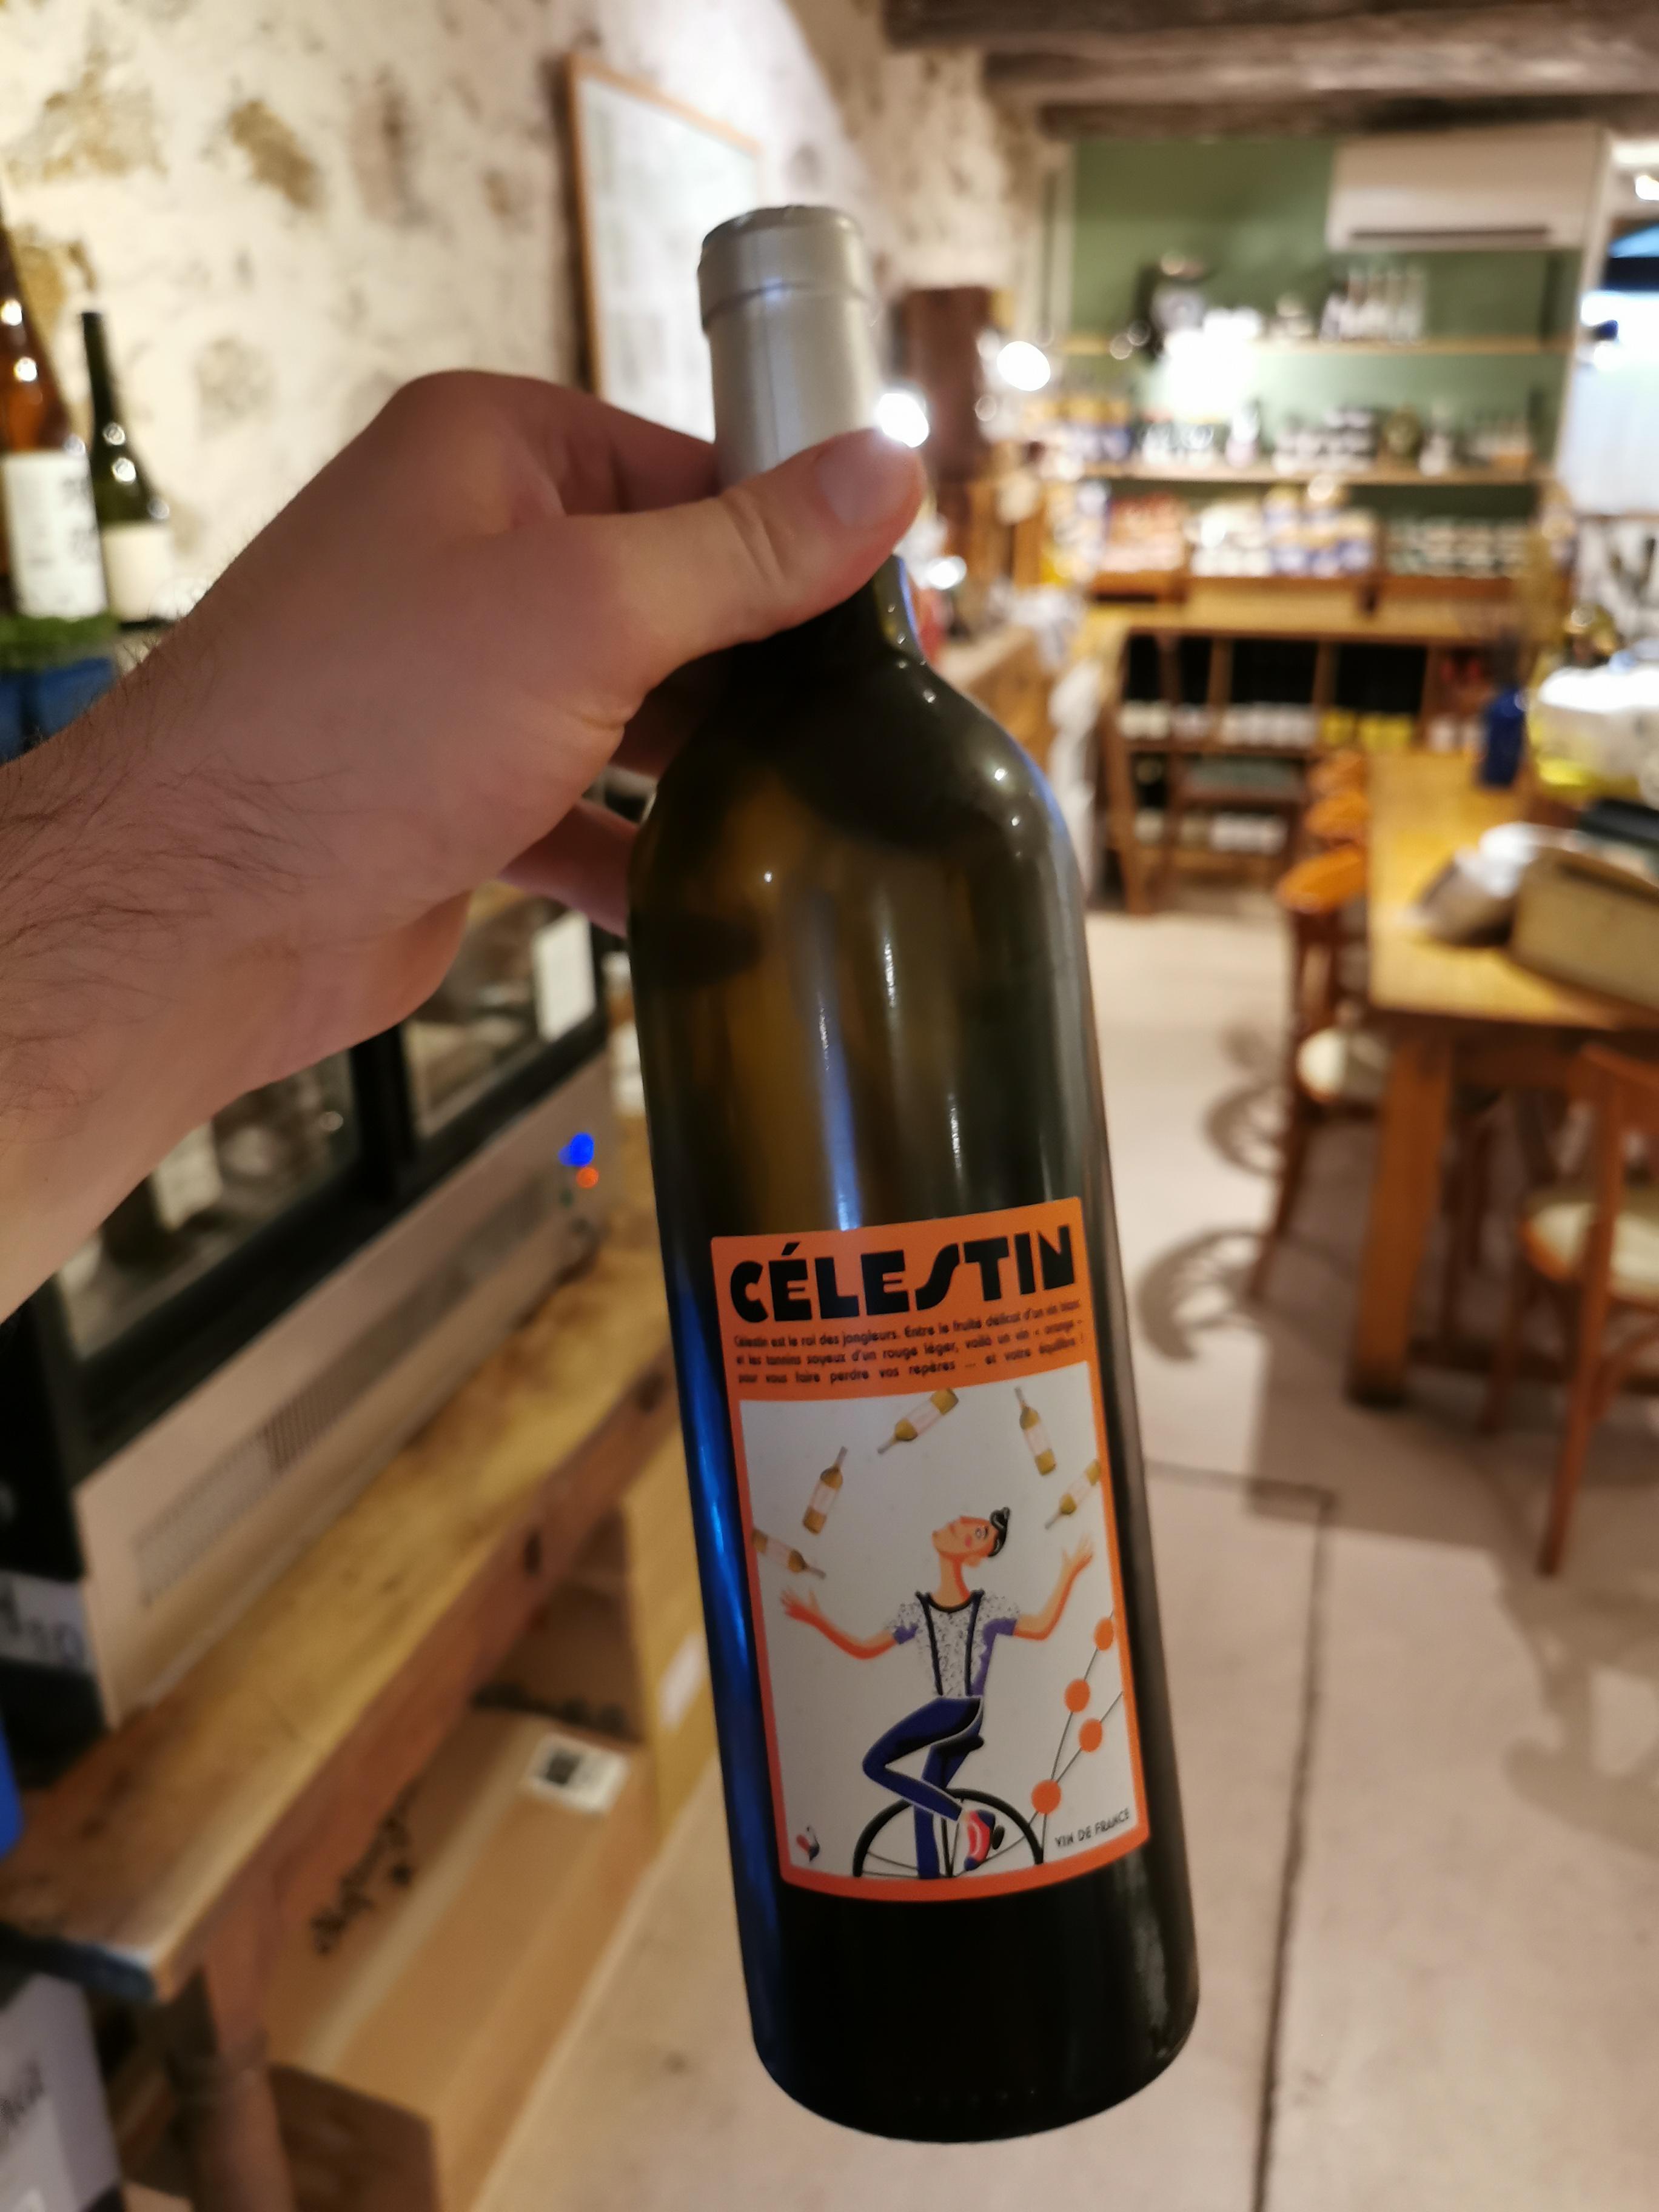 CÉLESTIN
Célestin est le roi des jongleurs. Entre le fruité délicat d'un vin blanc
et les tannins soyeux d'un rouge léger, voilà un vin « orange »
pour vous faire perdre vos repères ... et votre équilibre !
VIN DE FRANCE